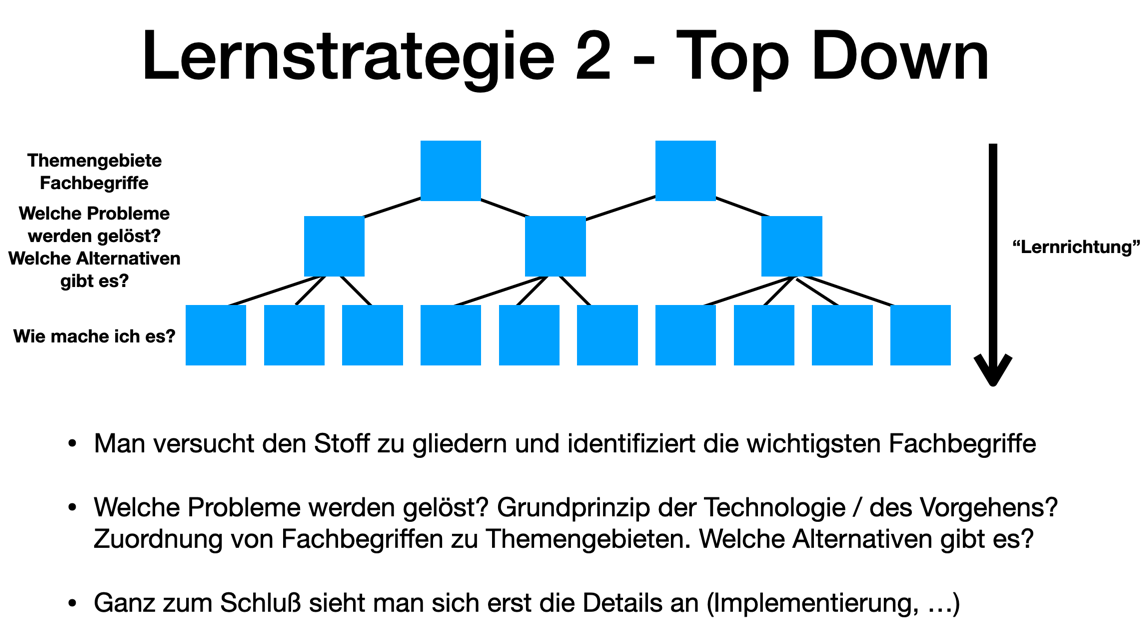 Lernstrategie 2 - Top Down
Themengebiete
Fachbegriffe
Welche Probleme
werden gelöst?
Welche Alternativen
gibt es?
“Lernrichtung”
Wie mache ich es?
• Man versucht den Stoff zu gliedern und identifiziert die wichtigsten Fachbegriffe
• Welche Probleme werden gelöst? Grundprinzip der Technologie / des Vorgehens?
Zuordnung von Fachbegriffen zu Themengebieten. Welche Alternativen gibt es?
• Ganz zum Schluß sieht man sich erst die Details an (Implementierung, …)